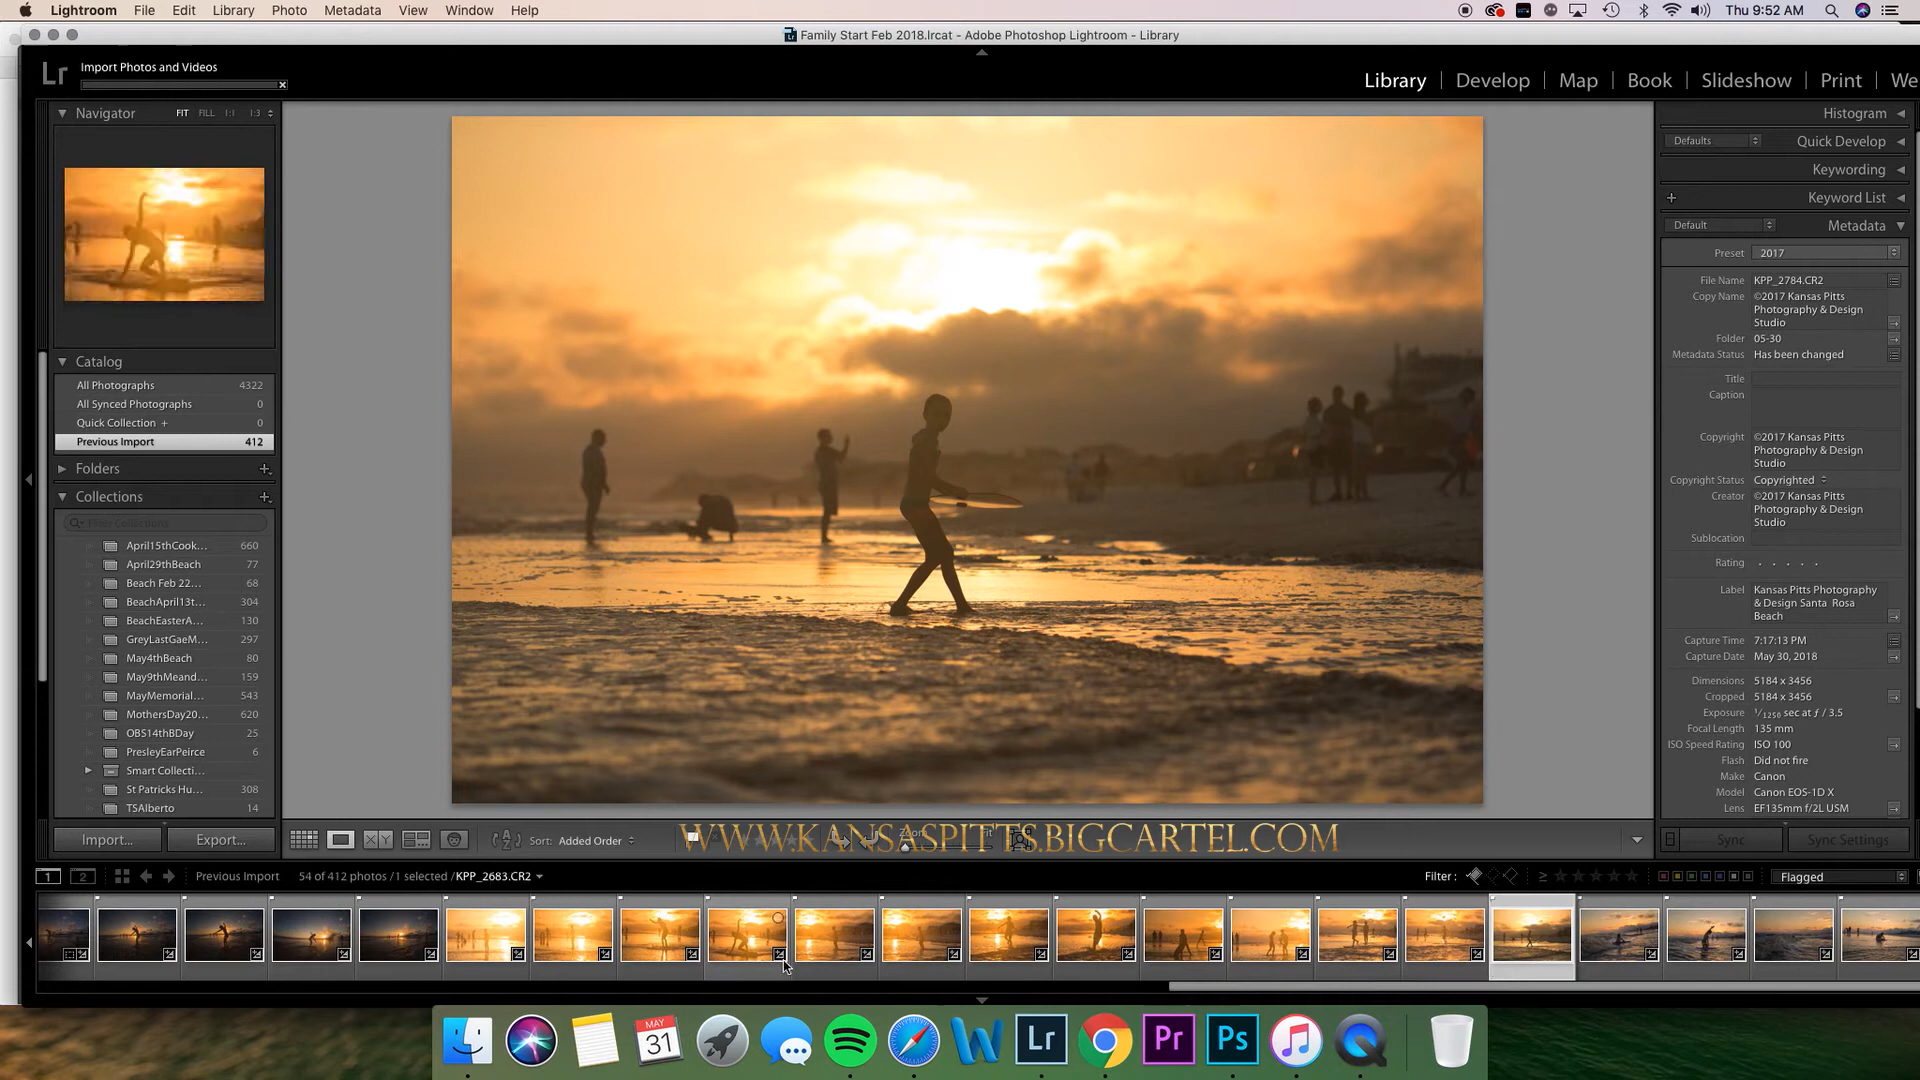 Lightroom File Edit Library Photo Metadata View Window Help
Thu 9:52 AM
Family Start Feb 2018.lrcat - Adobe Photoshop Lightroom - Library
Lr Import Photos and Videos
Library | Develop | Map | Book | Slideshow | Print | We
Navigator FIT FILL 1:1 1:3
Catalog
All Photographs 4322
All Synced Photographs 0
Quick Collection + 0
Previous Import 412
Folders
Collections
Filter Collections
April15thCook... 660
April29thBeach 77
Beach Feb 22... 68
BeachApril13t... 304
BeachEasterA... 130
GreyLastGaeM... 297
May4thBeach 80
May9thMeand... 159
MayMemorial... 543
MothersDay20... 620
OBS14thBDay 25
PresleyEarPeirce 6
Smart Collecti...
St Patricks Hu... 308
TSAlberto 14
Import... Export...
Histogram
Defaults Quick Develop
Keywording
Keyword List
Default Metadata
Preset 2017
File Name KPP_2784.CR2
Copy Name ©2017 Kansas Pitts
Photography & Design
Studio
Folder 05-30
Metadata Status Has been changed
Title
Caption
Copyright ©2017 Kansas Pitts
Photography & Design
Studio
Copyright Status Copyrighted
Creator ©2017 Kansas Pitts
Photography & Design
Studio
Sublocation
Rating
Label Kansas Pitts Photography
& Design Santa Rosa
Beach
Capture Time 7:17:13 PM
Capture Date May 30, 2018
Dimensions 5184 x 3456
Cropped 5184 x 3456
Exposure 1/1250 sec at f / 3.5
Focal Length 135 mm
ISO Speed Rating ISO 100
Flash Did not fire
Make Canon
Model Canon EOS-1D X
Lens EF135mm f/2L USM
Sync Sync Settings
XY Sort: Added Order
WWW.KANSASPITTS.BIGCARTEL.COM
1 2 Previous Import 54 of 412 photos /1 selected /KPP_2683.CR2
Filter : Flagged
MAY
31
W Lr Pr Ps